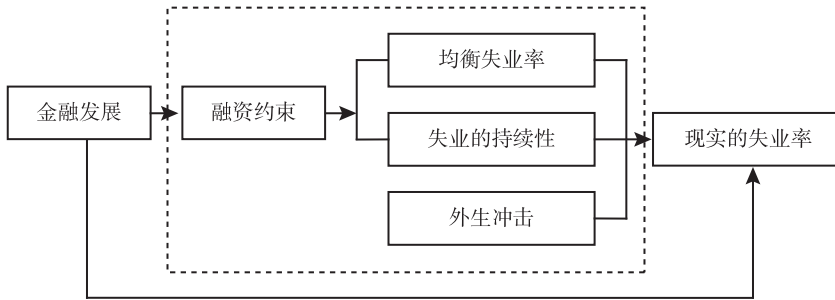 均衡失业率
金融发展
融资约束
失业的持续性
现实的失业率
外生冲击